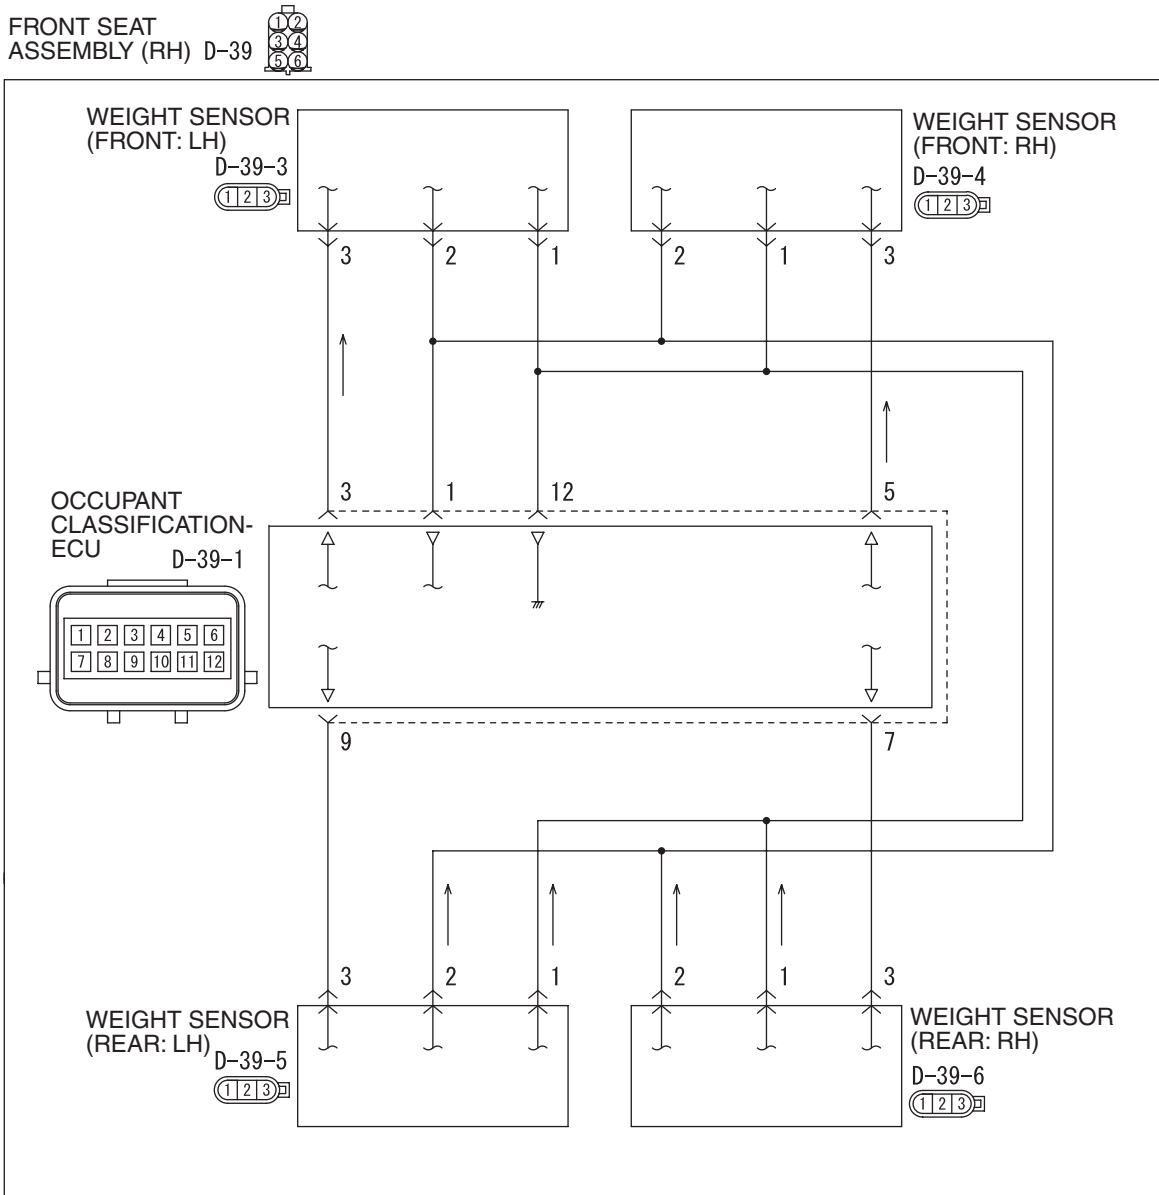 FRONT SEAT
ASSEMBLY (RH) D-39
1 2
3 4
5 6
WEIGHT SENSOR
(FRONT: LH)
D-39-3
1 2 3
WEIGHT SENSOR
(FRONT: RH)
D-39-4
1 2 3
3 2 1 2 1 3
3 1 12 5
OCCUPANT
CLASSIFICATION-
ECU
D-39-1
1 2 3 4 5 6
7 8 9 10 11 12
9 7
3 2 1 2 1 3
WEIGHT SENSOR
(REAR: LH)
D-39-5
1 2 3
WEIGHT SENSOR
(REAR: RH)
D-39-6
1 2 3